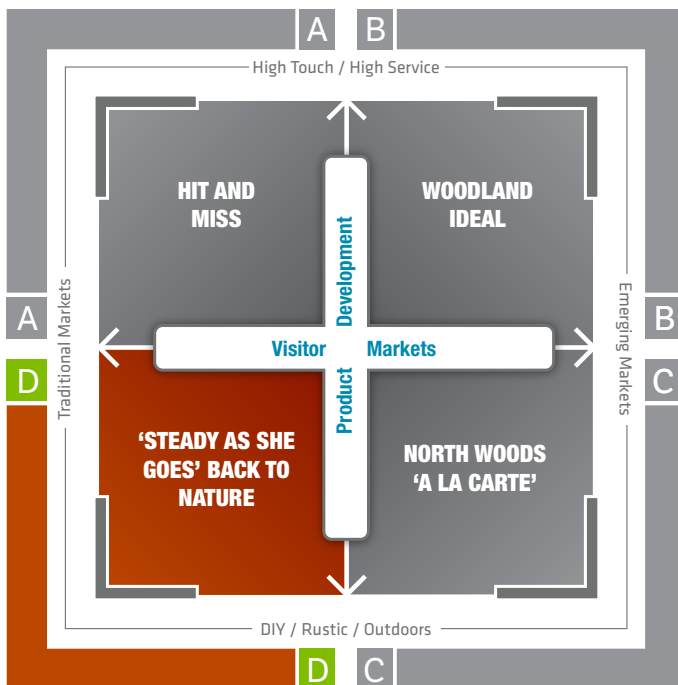 A B
High Touch / High Service
HIT AND
MISS
WOODLAND
IDEAL
Development
Traditional Markets
Emerging Markets
A
B
Visitor Markets
D
C
Product
‘STEADY AS SHE
GOES’ BACK TO
NATURE
NORTH WOODS
‘A LA CARTE’
DIY / Rustic / Outdoors
D C